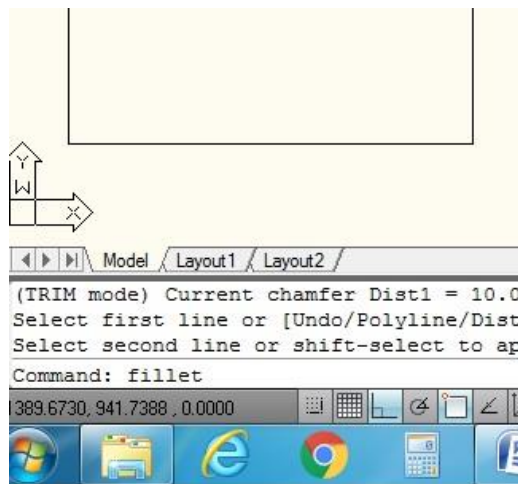 Y
W
X
Model Layout1 Layout2
(TRIM mode) Current chamfer Dist1 = 10.0
Select first line or [Undo/Polyline/Dist
Select second line or shift-select to ap
Command: fillet
1389.6730, 941.7388 , 0.0000